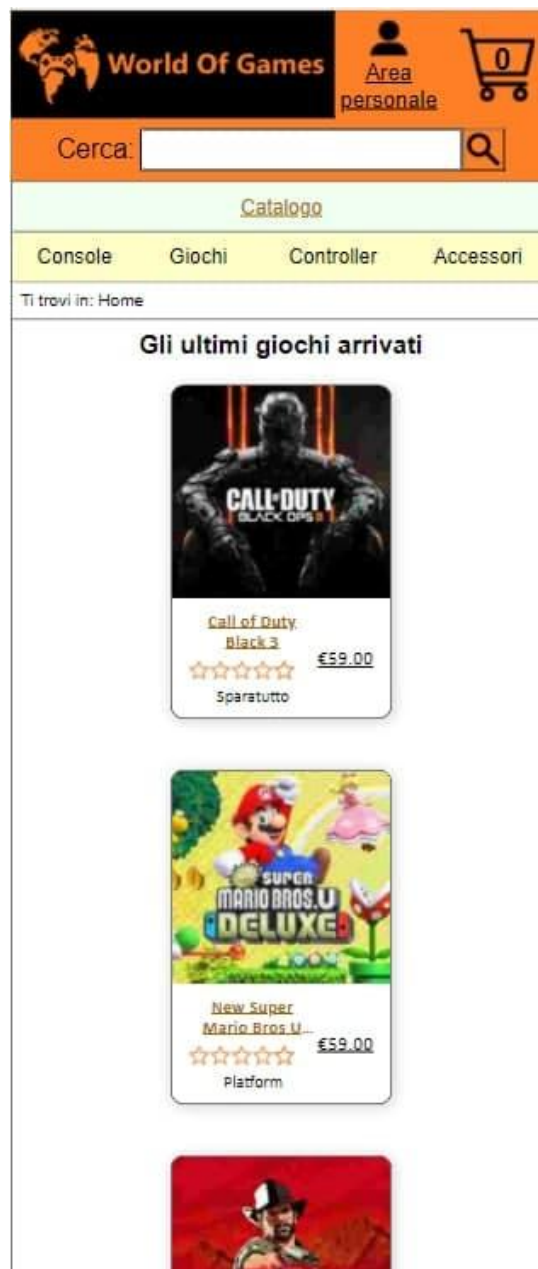 World Of Games
Area
personale
0
Cerca:
Catalogo
Console Giochi Controller Accessori
Ti trovi in: Home
Gli ultimi giochi arrivati
CALL OF DUTY
BLACK OPS III
Call of Duty
Black 3
€59.00
Sparatutto
SUPER
MARIO BROS.U
DELUXE
New Super
Mario Bros U...
€59.00
Platform